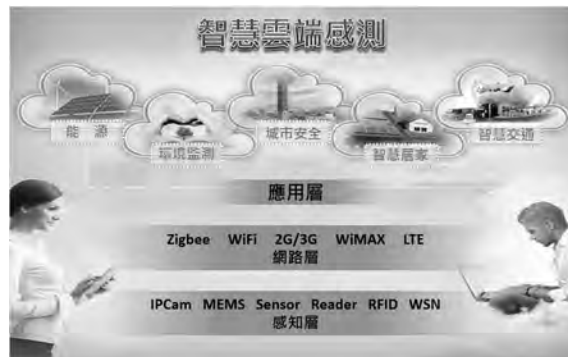 智慧雲端感測
能 源
環境監測
城市安全
智慧居家
智慧交通
應用層
Zigbee WiFi 2G/3G WiMAX LTE
網路層
IPCam MEMS Sensor Reader RFID WSN
感知層